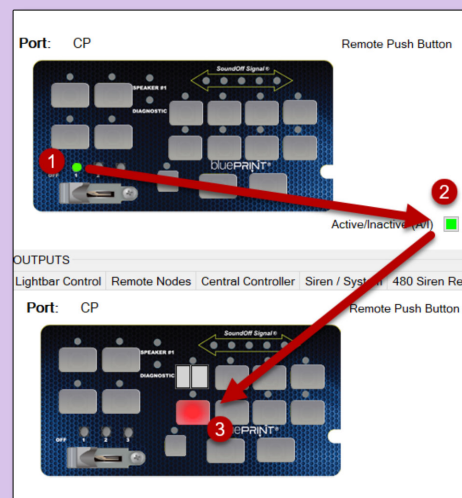 Port: CP Remote Push Button
SoundOff Signal®
SPEAKER #1
DIAGNOSTIC
1
bluePRINT®
2
Active/Inactive (A/I)
OUTPUTS
Lightbar Control Remote Nodes Central Controller Siren / System 480 Siren Re
Port: CP Remote Push Button
SoundOff Signal®
SPEAKER #1
DIAGNOSTIC
3
ePRINT®
OFF 1 2 3